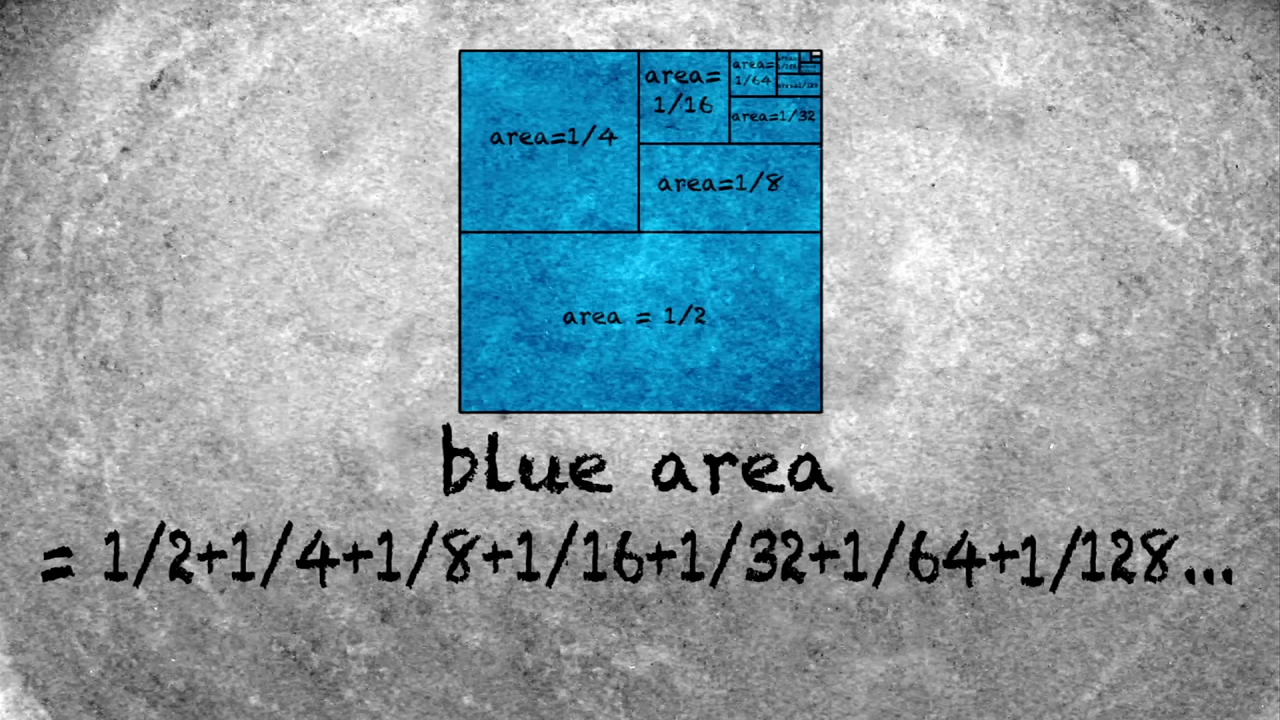 area=1/4
area=
1/16
area=
1/64
area=1/32
area=1/8
area = 1/2
blue area
= 1/2+1/4+1/8+1/16+1/32+1/64+1/128...